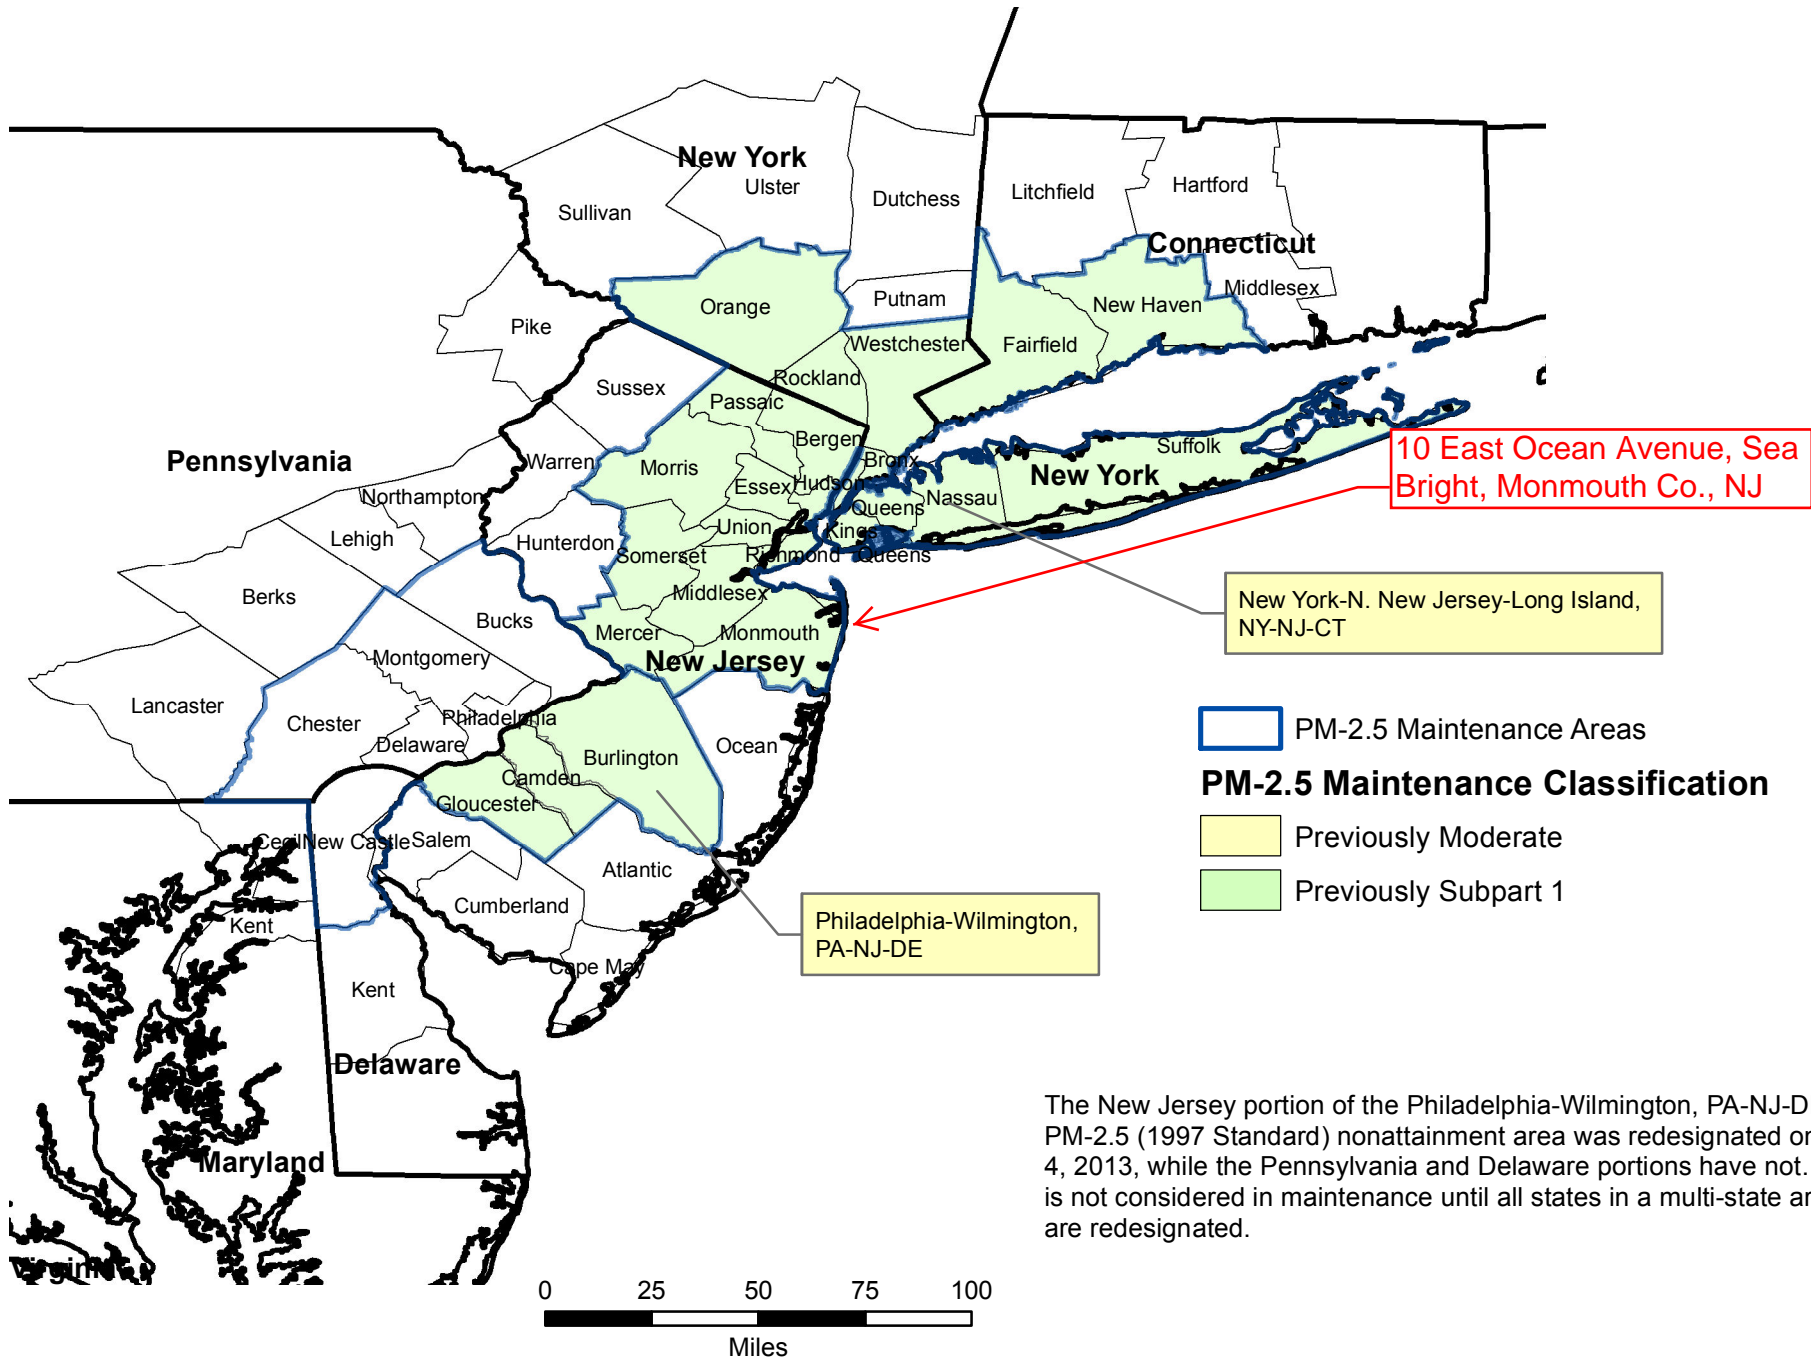 New York
Ulster
Sullivan
Dutchess
Litchfield
Hartford
Connecticut
Middlesex
Putnam
New Haven
Orange
Pike
Westchester
Fairfield
Rockland
Sussex
Passaic
Bergen
Pennsylvania
Warren
Morris
Bronx
Suffolk
New York
Essex
Hudson
Northampton
Nassau
Queens
Union
Kings
Lehigh
Hunterdon
Somerset
Richmond
Queens
10 East Ocean Avenue, Sea
Bright, Monmouth Co., NJ
Berks
Middlesex
New York-N. New Jersey-Long Island,
NY-NJ-CT
Bucks
Mercer
Monmouth
New Jersey
Montgomery
Lancaster
Chester
Philadelphia
Delaware
Ocean
Burlington
Camden
Gloucester
Cecil
New Castle
Salem
Atlantic
Cumberland
Kent
Cape May
Kent
Philadelphia-Wilmington,
PA-NJ-DE
PM-2.5 Maintenance Areas
PM-2.5 Maintenance Classification
Previously Moderate
Previously Subpart 1
Delaware
Maryland
Virginia
The New Jersey portion of the Philadelphia-Wilmington, PA-NJ-D
PM-2.5 (1997 Standard) nonattainment area was redesignated on
4, 2013, while the Pennsylvania and Delaware portions have not.
is not considered in maintenance until all states in a multi-state ar
are redesignated.
0 25 50 75 100
Miles